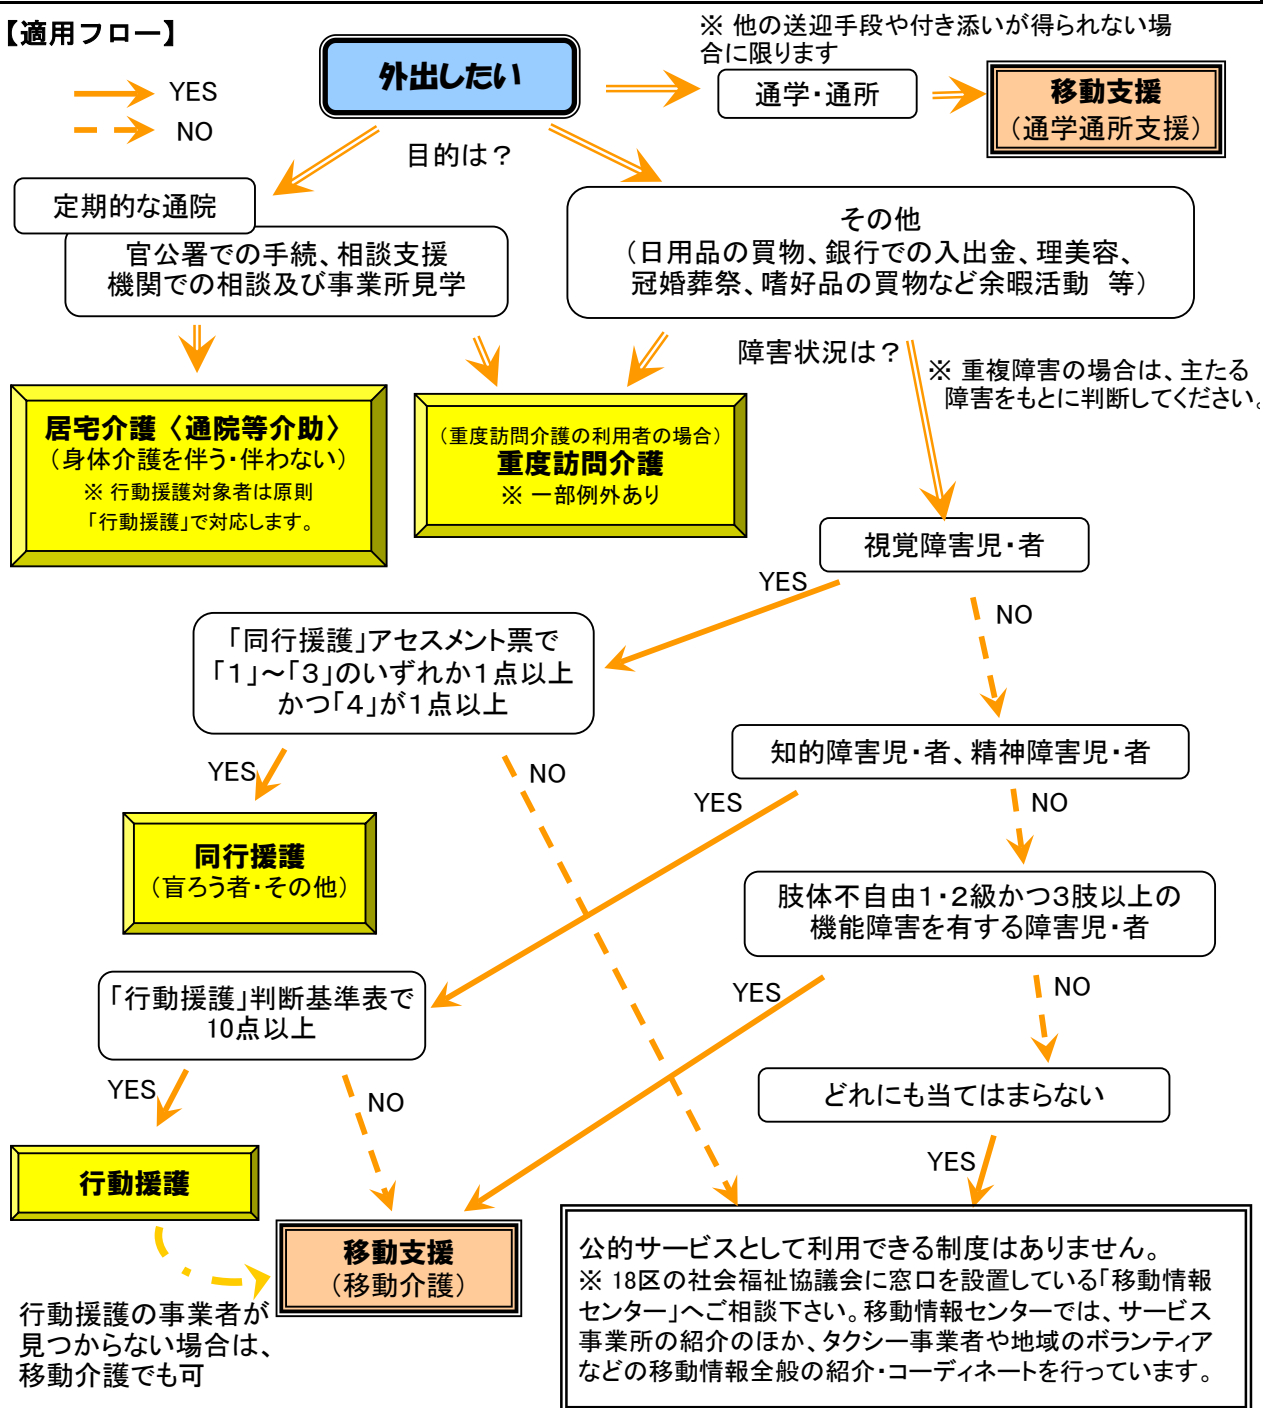 【適用フロー】
YES
NO
外出したい
※ 他の送迎手段や付き添いが得られない場
合に限ります
通学・通所
移動支援
（通学通所支援）
目的は？
定期的な通院
官公署での手続、相談支援
機関での相談及び事業所見学
その他
（日用品の買物、銀行での入出金、理美容、
冠婚葬祭、嗜好品の買物など余暇活動　等）
障害状況は？
※ 重複障害の場合は、主たる
障害をもとに判断してください。
居宅介護〈通院等介助〉
（身体介護を伴う・伴わない）
※ 行動援護対象者は原則
「行動援護」で対応します。
（重度訪問介護の利用者の場合）
重度訪問介護
※ 一部例外あり
視覚障害児・者
YES
NO
「同行援護」アセスメント票で
「１」～「３」のいずれか１点以上
かつ「４」が１点以上
知的障害児・者、精神障害児・者
YES
NO
YES
NO
同行援護
（盲ろう者・その他）
肢体不自由１・２級かつ３肢以上の
機能障害を有する障害児・者
「行動援護」判断基準表で
10点以上
YES
NO
どれにも当てはまらない
YES
NO
YES
行動援護
移動支援
（移動介護）
行動援護の事業者が
見つからない場合は、
移動介護でも可
公的サービスとして利用できる制度はありません。
※ 18区の社会福祉協議会に窓口を設置している「移動情報
センター」へご相談下さい。移動情報センターでは、サービス
事業所の紹介のほか、タクシー事業者や地域のボランティア
などの移動情報全般の紹介・コーディネートを行っています。